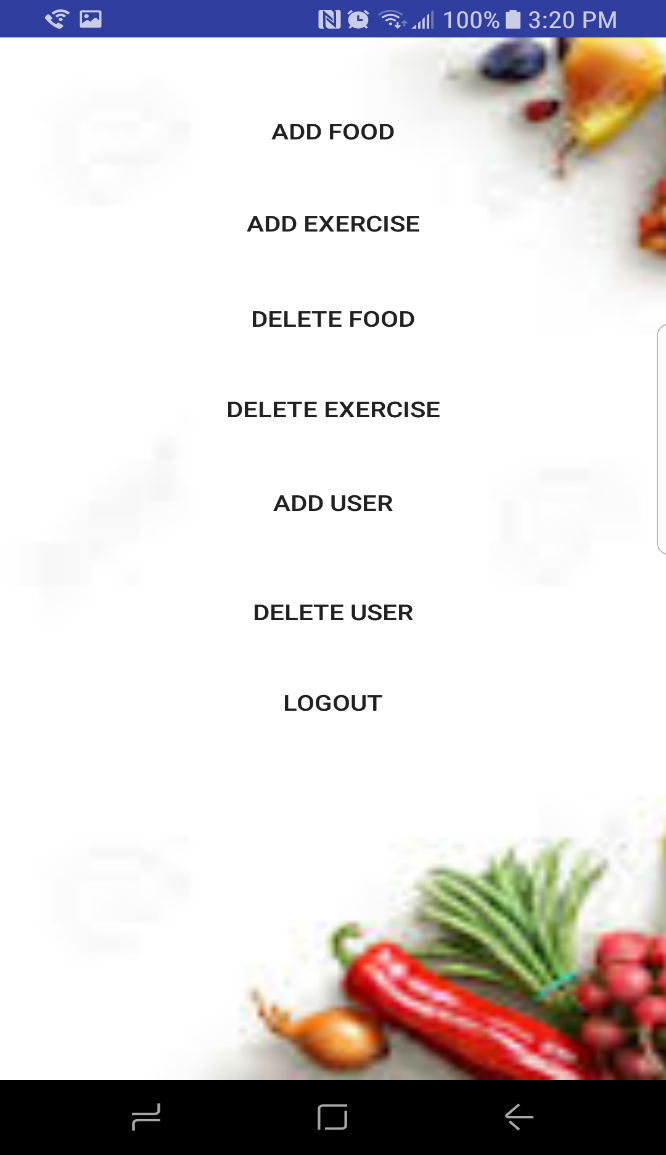 100% 3:20 PM
ADD FOOD
ADD EXERCISE
DELETE FOOD
DELETE EXERCISE
ADD USER
DELETE USER
LOGOUT